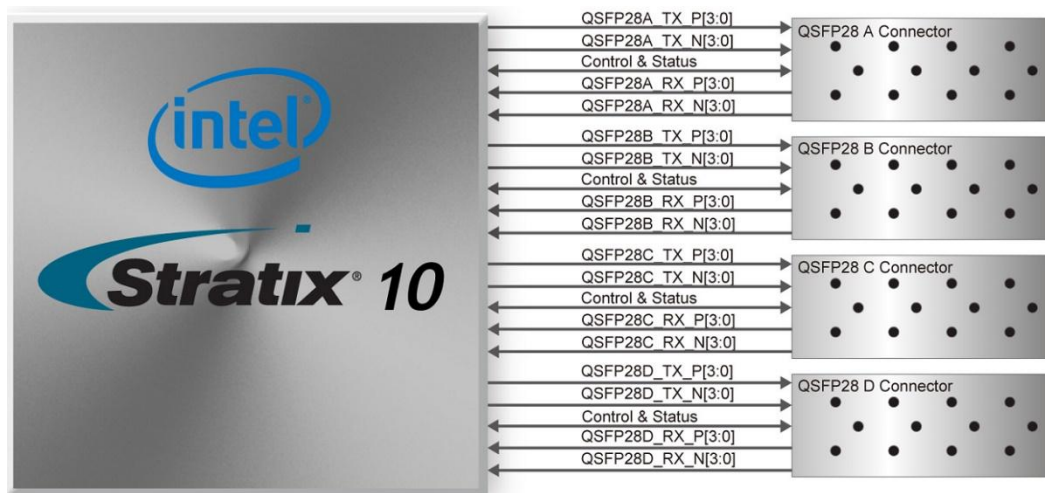 intel®
Stratix® 10
QSFP28A_TX_P[3:0]
QSFP28A_TX_N[3:0]
Control & Status
QSFP28A_RX_P[3:0]
QSFP28A_RX_N[3:0]
QSFP28 A Connector
QSFP28B_TX_P[3:0]
QSFP28B_TX_N[3:0]
Control & Status
QSFP28B_RX_P[3:0]
QSFP28B_RX_N[3:0]
QSFP28 B Connector
QSFP28C_TX_P[3:0]
QSFP28C_TX_N[3:0]
Control & Status
QSFP28C_RX_P[3:0]
QSFP28C_RX_N[3:0]
QSFP28 C Connector
QSFP28D_TX_P[3:0]
QSFP28D_TX_N[3:0]
Control & Status
QSFP28D_RX_P[3:0]
QSFP28D_RX_N[3:0]
QSFP28 D Connector